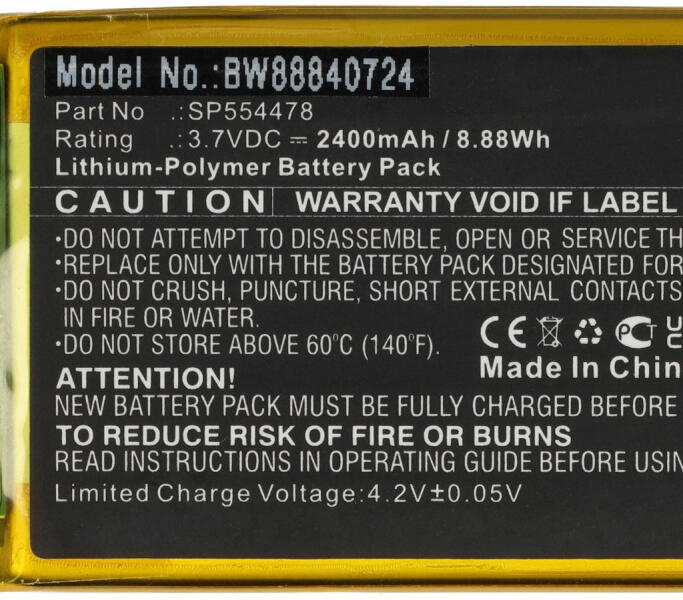 Model No.:BW88840724
Part No .:SP554478
Rating .:3.7VDC ⎓ 2400mAh / 8.88Wh
Lithium-Polymer Battery Pack
CAUTION WARRANTY VOID IF LABEL
•DO NOT ATTEMPT TO DISASSEMBLE, OPEN OR SERVICE TH
•REPLACE ONLY WITH THE BATTERY PACK DESIGNATED FOR
•DO NOT CRUSH, PUNCTURE, SHORT EXTERNAL CONTACTS
IN FIRE OR WATER.
•DO NOT STORE ABOVE 60°C (140°F).
CE PCT
Made In Chin
ATTENTION!
NEW BATTERY PACK MUST BE FULLY CHARGED BEFORE
TO REDUCE RISK OF FIRE OR BURNS
READ INSTRUCTIONS IN OPERATING GUIDE BEFORE USIN
Limited Charge Voltage:4.2V±0.05V